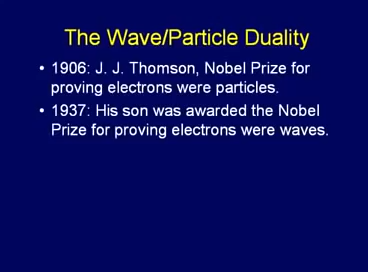 The Wave/Particle Duality
• 1906: J. J. Thomson, Nobel Prize for
proving electrons were particles.
• 1937: His son was awarded the Nobel
Prize for proving electrons were waves.